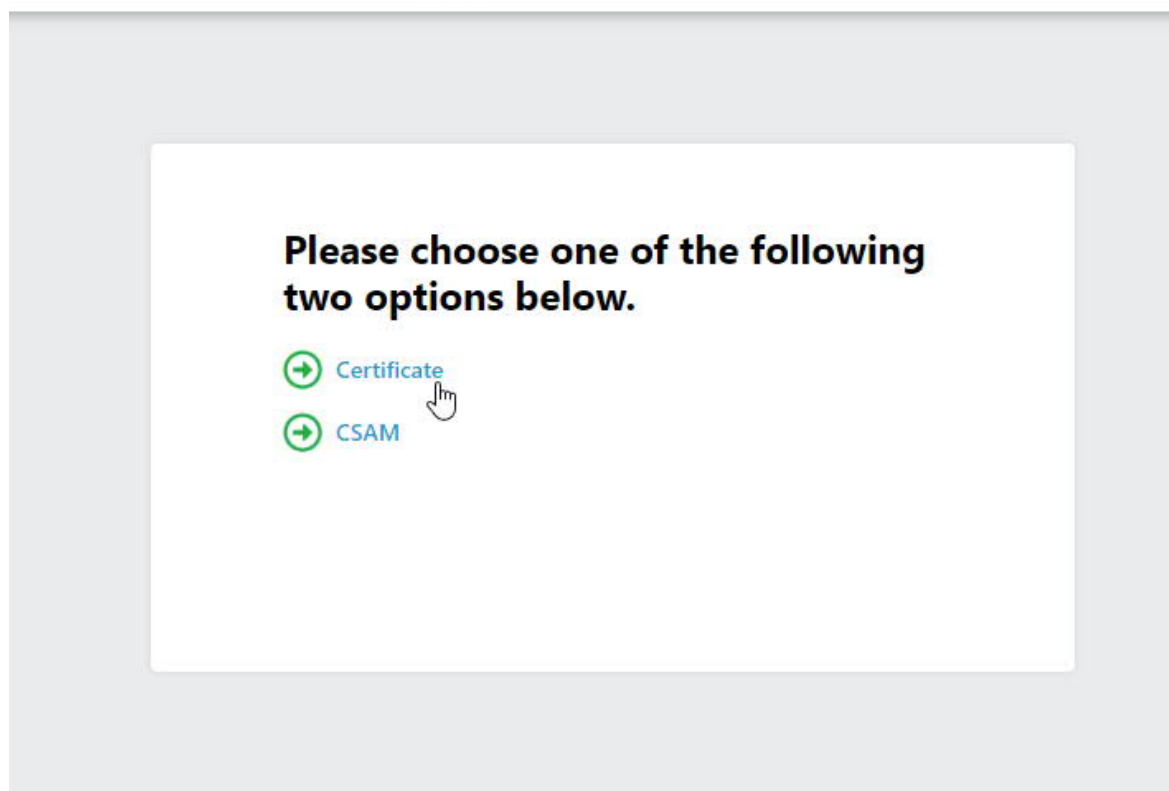 Please choose one of the following
two options below.
Certificate
CSAM